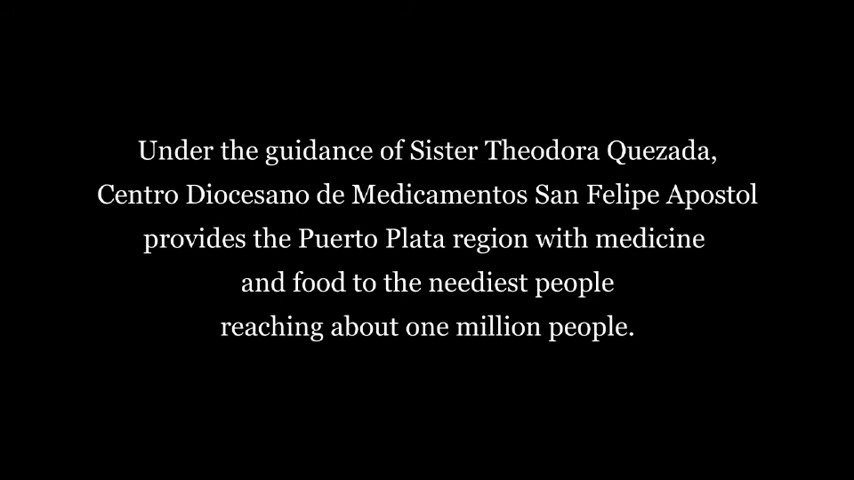 Under the guidance of Sister Theodora Quezada,
Centro Diocesano de Medicamentos San Felipe Apostol
provides the Puerto Plata region with medicine
and food to the neediest people
reaching about one million people.